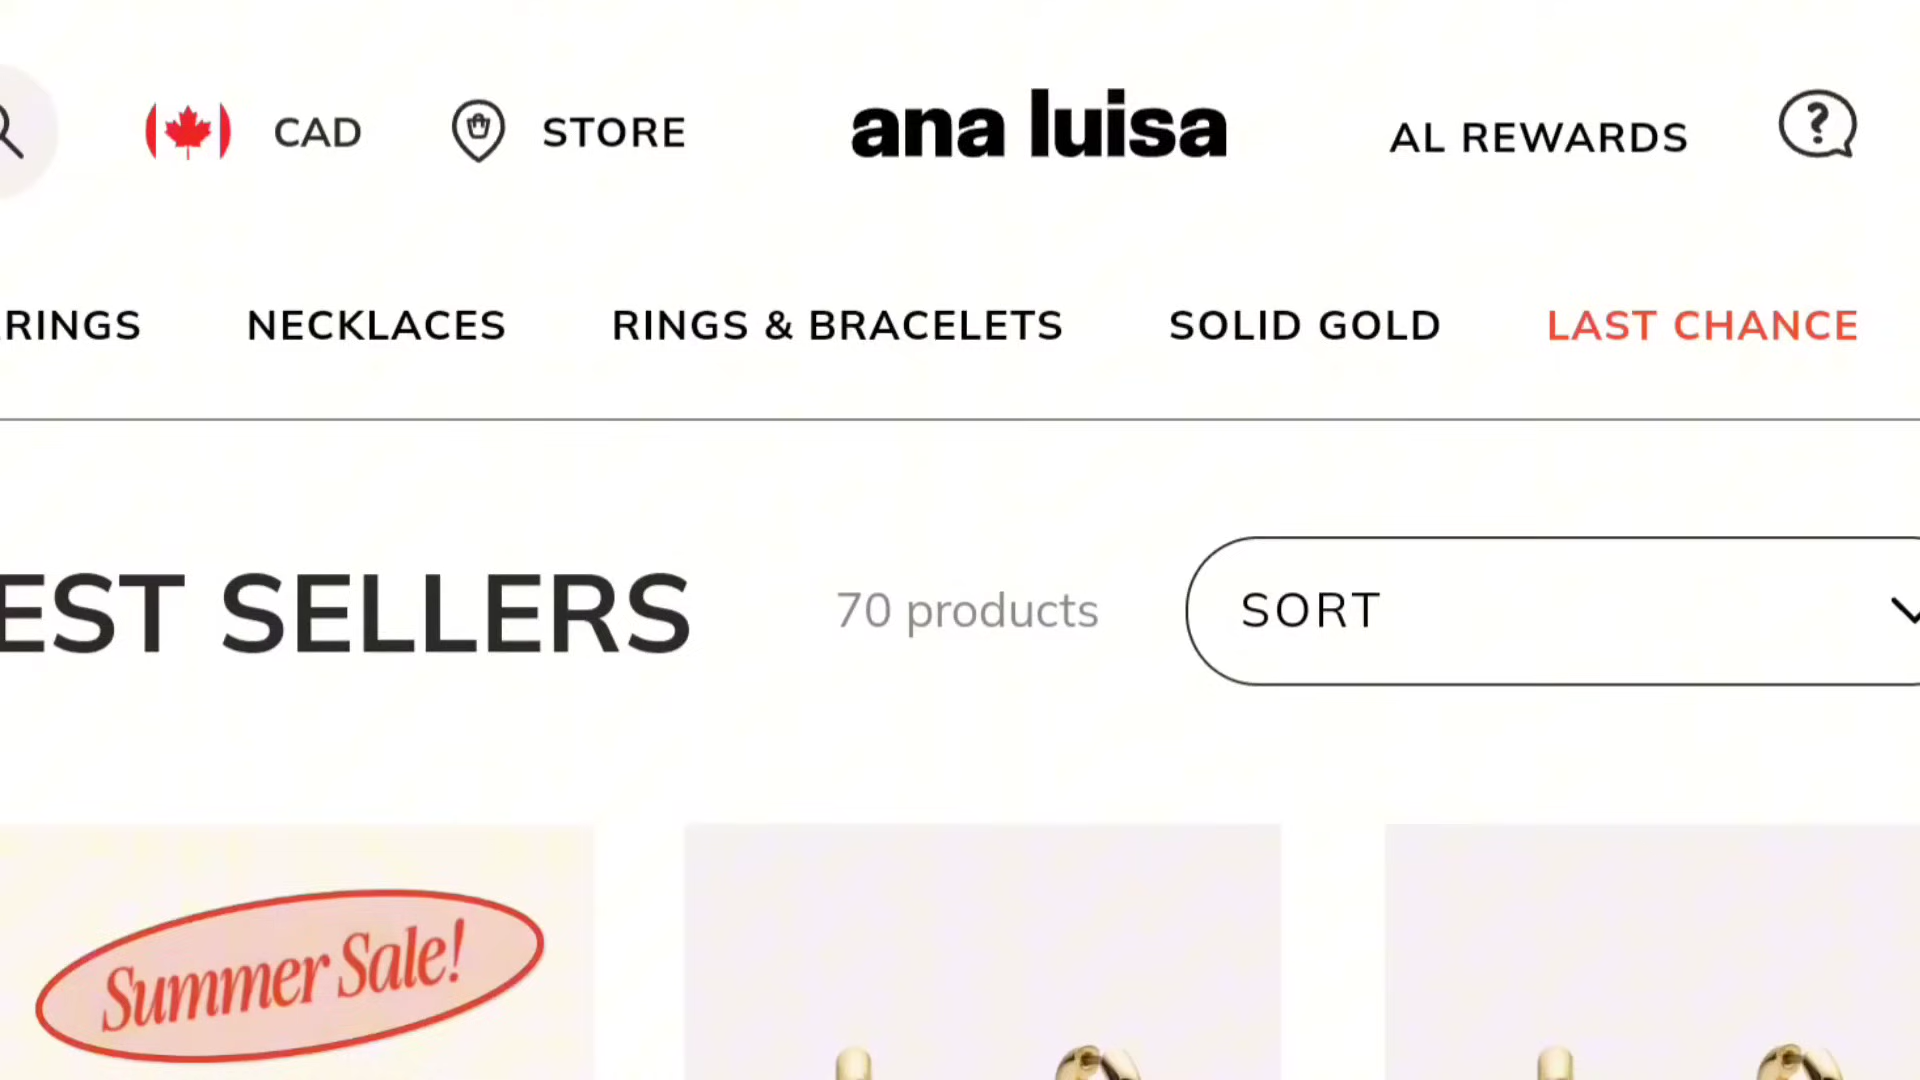 CAD STORE ana luisa AL REWARDS ?
RINGS NECKLACES RINGS & BRACELETS SOLID GOLD LAST CHANCE
EST SELLERS 70 products SORT
Summer Sale!